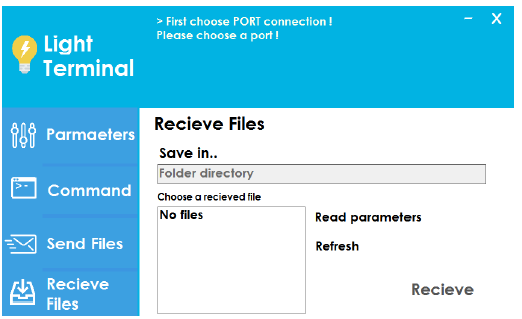 > First choose PORT connection !
Please choose a port !
– X
Light
Terminal
Parmaeters
Command
Send Files
Recieve
Files
Recieve Files
Save in..
Folder directory
Choose a recieved file
No files
Read parameters
Refresh
Recieve